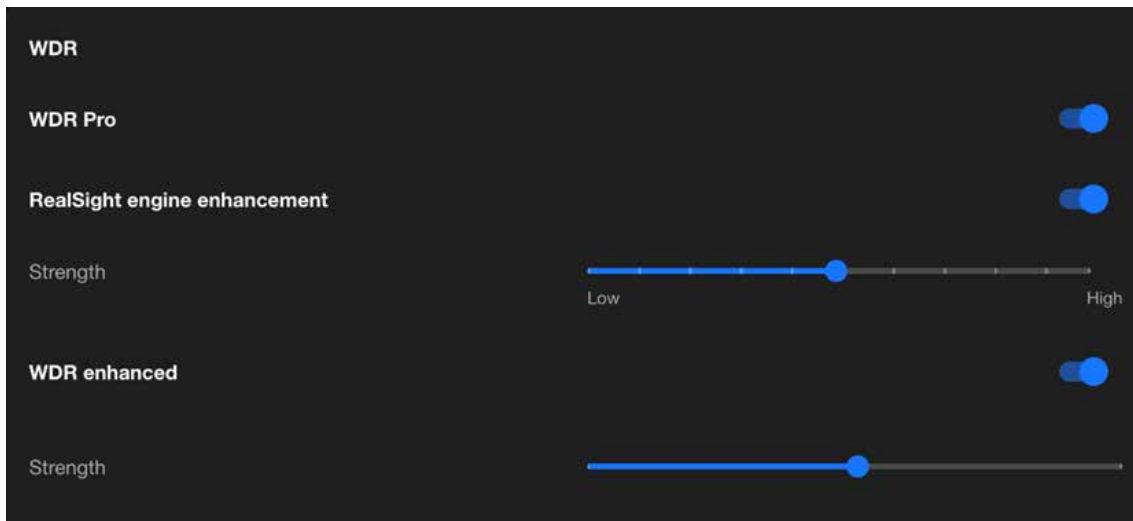 WDR
WDR Pro
RealSight engine enhancement
Strength
Low
High
WDR enhanced
Strength